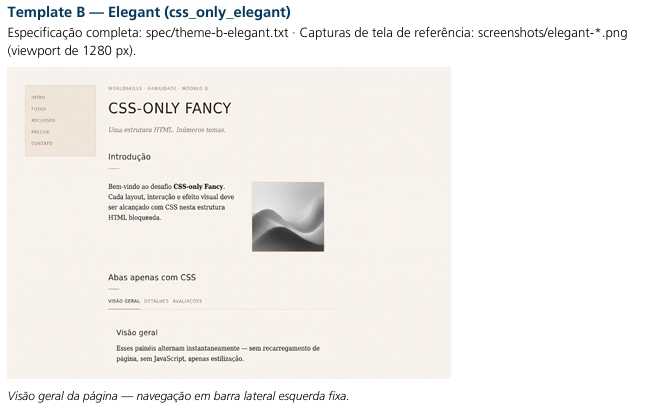 Template B — Elegant (css_only_elegant)
Especificação completa: spec/theme-b-elegant.txt · Capturas de tela de referência: screenshots/elegant-*.png
(viewport de 1280 px).
INTRO
FOTOS
RECURSOS
PREÇOS
CONTATO
WORLDSKILLS · HABILIDADE · MÓDULO D
CSS-ONLY FANCY
Uma estrutura HTML. Inúmeros temas.
Introdução
Bem-vindo ao desafio CSS-only Fancy.
Cada layout, interação e efeito visual deve
ser alcançado com CSS nesta estrutura
HTML bloqueada.
Abas apenas com CSS
VISÃO GERAL DETALHES AVALIAÇÕES
Visão geral
Esses painéis alternam instantaneamente — sem recarregamento de
página, sem JavaScript, apenas estilização.
Visão geral da página — navegação em barra lateral esquerda fixa.